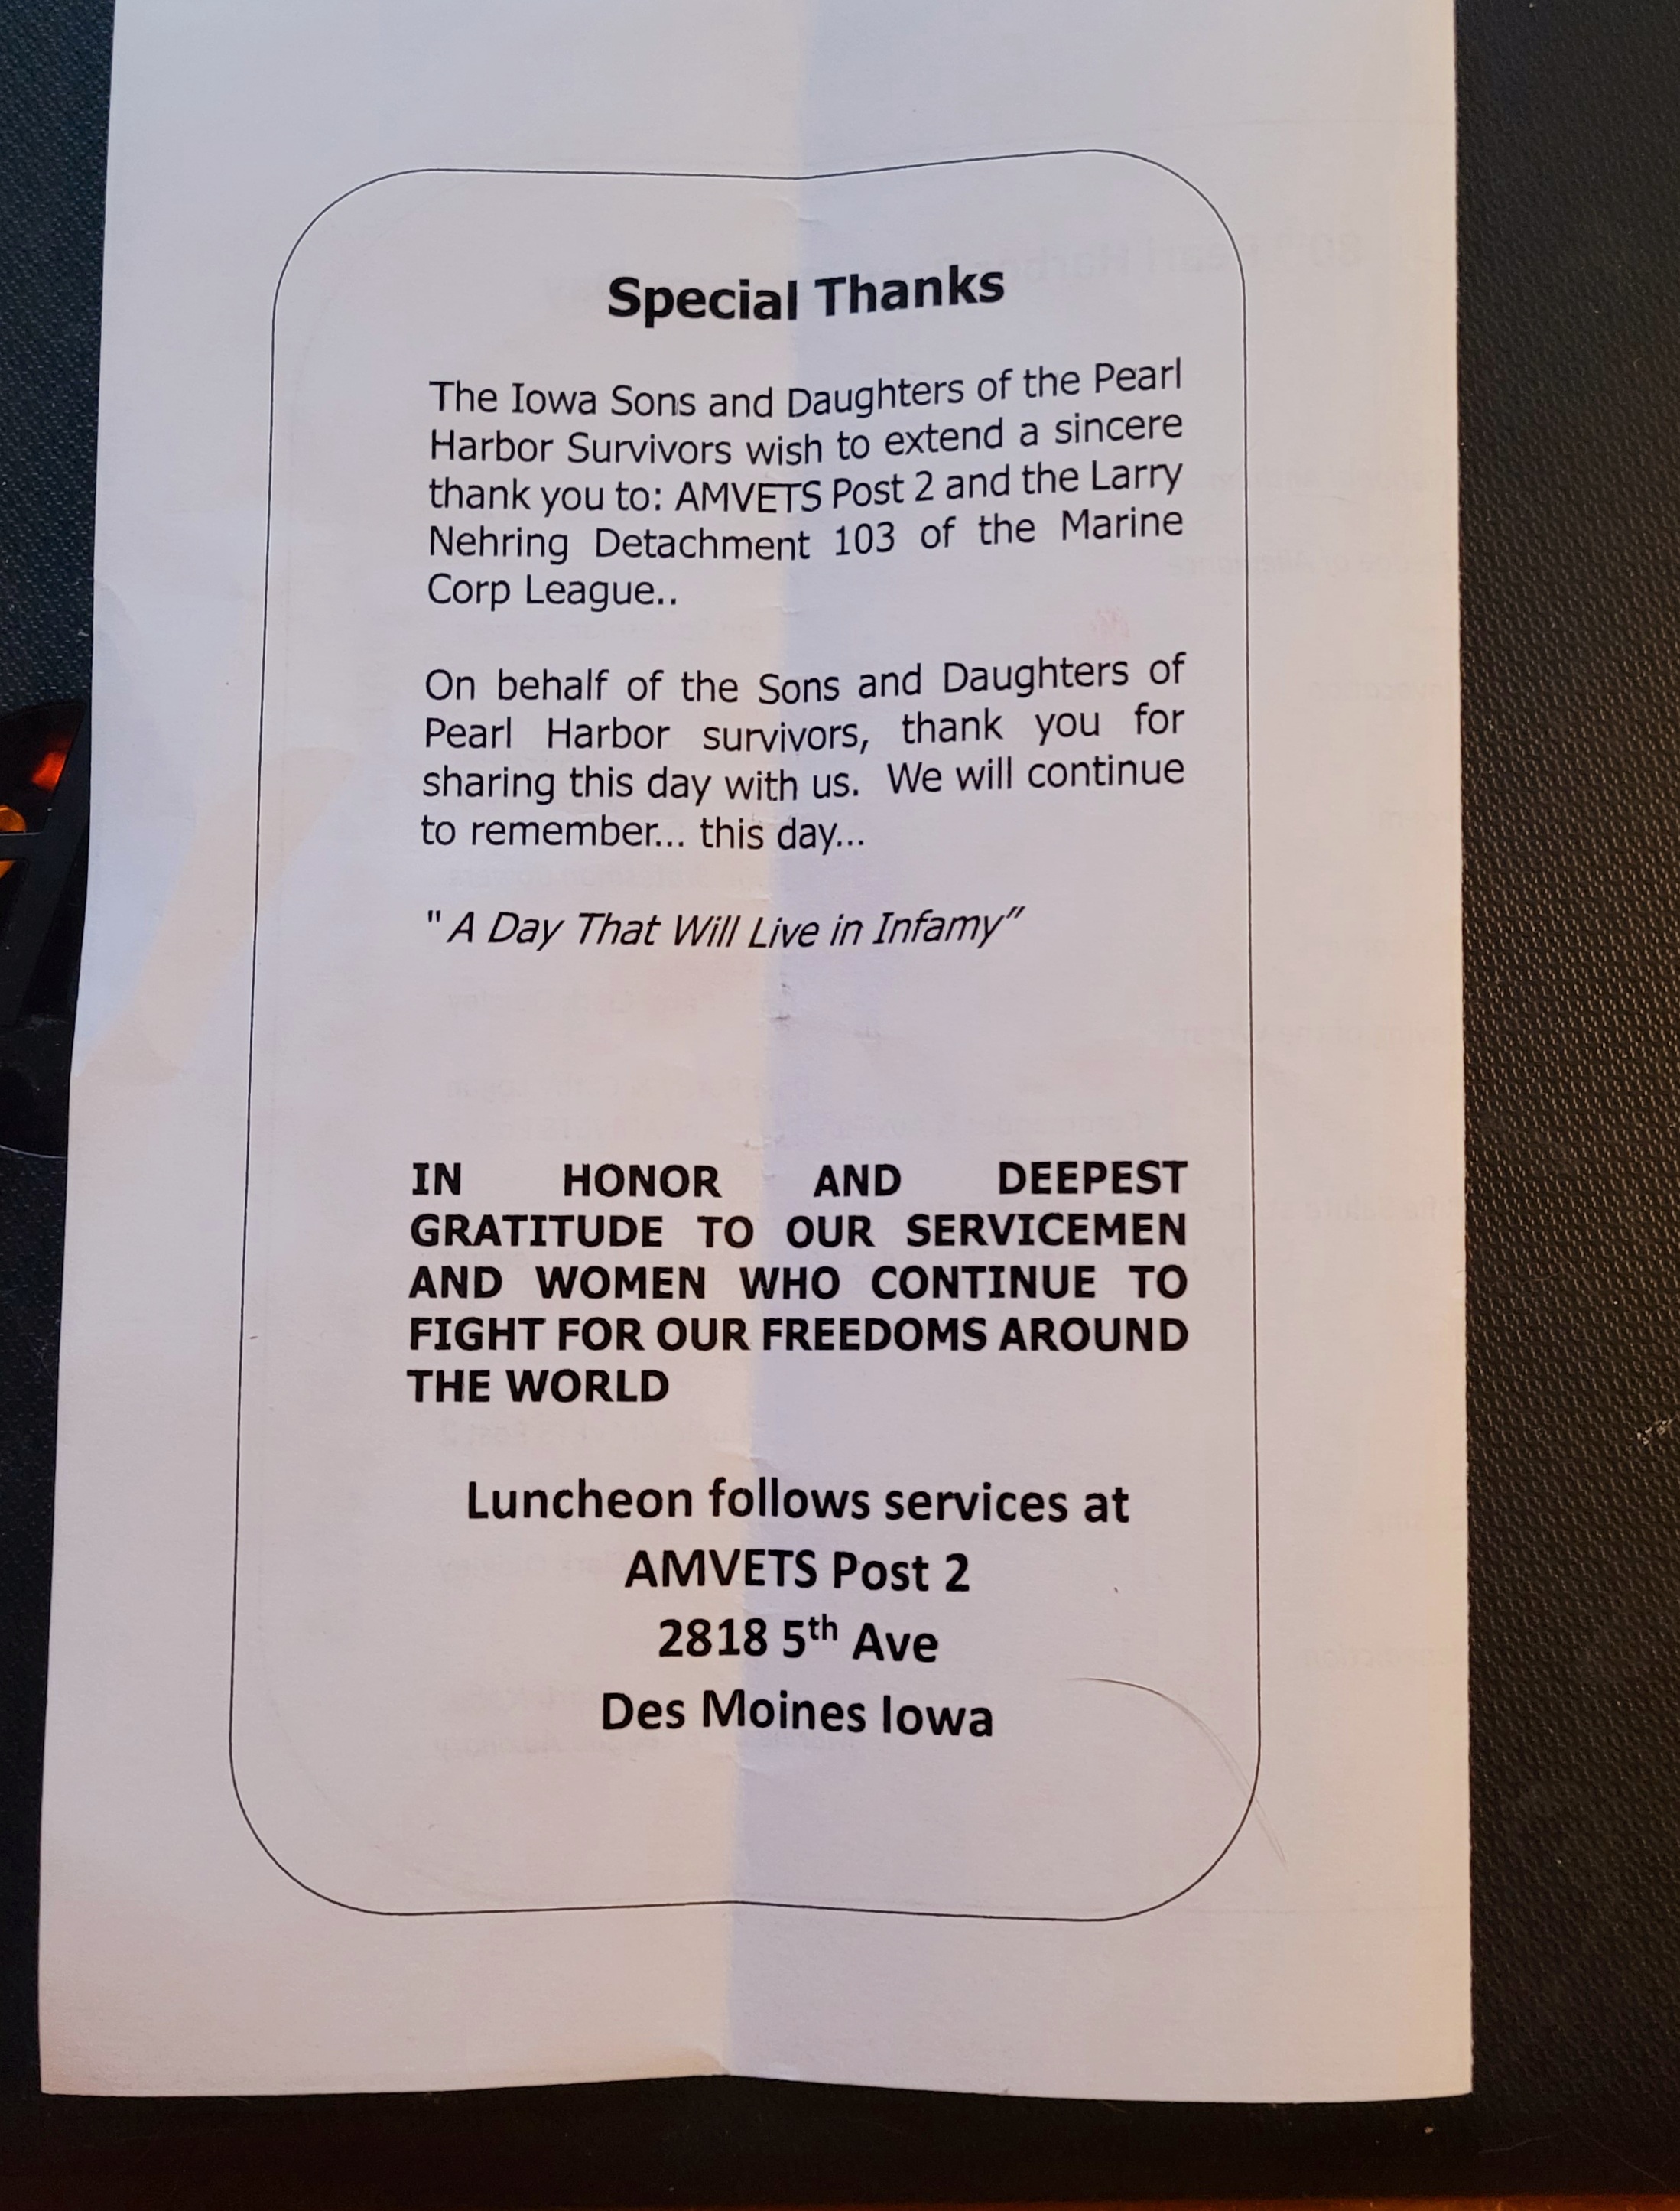 Special Thanks
The Iowa Sons and Daughters of the Pearl
Harbor Survivors wish to extend a sincere
thank you to: AMVETS Post 2 and the Larry
Nehring Detachment 103 of the Marine
Corp League..
On behalf of the Sons and Daughters of
Pearl Harbor survivors, thank you for
sharing this day with us. We will continue
to remember... this day...
" A Day That Will Live in Infamy”
IN HONOR AND DEEPEST
GRATITUDE TO OUR SERVICEMEN
AND WOMEN WHO CONTINUE TO
FIGHT FOR OUR FREEDOMS AROUND
THE WORLD
Luncheon follows services at
AMVETS Post 2
2818 5th Ave
Des Moines Iowa